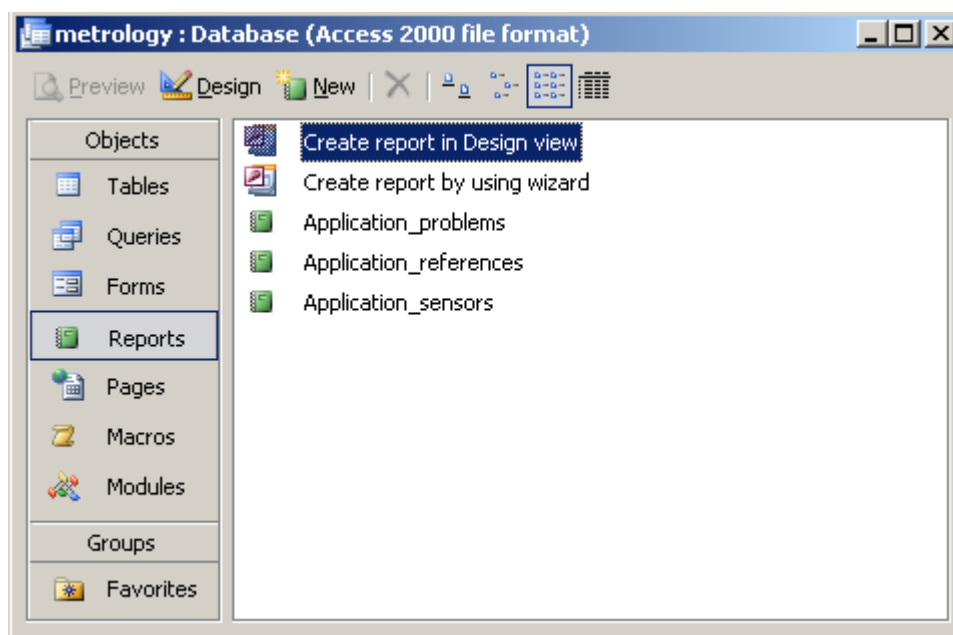 metrology : Database (Access 2000 file format)
Preview Design New
Objects
Tables
Queries
Forms
Reports
Pages
Macros
Modules
Groups
Favorites
Create report in Design view
Create report by using wizard
Application_problems
Application_references
Application_sensors